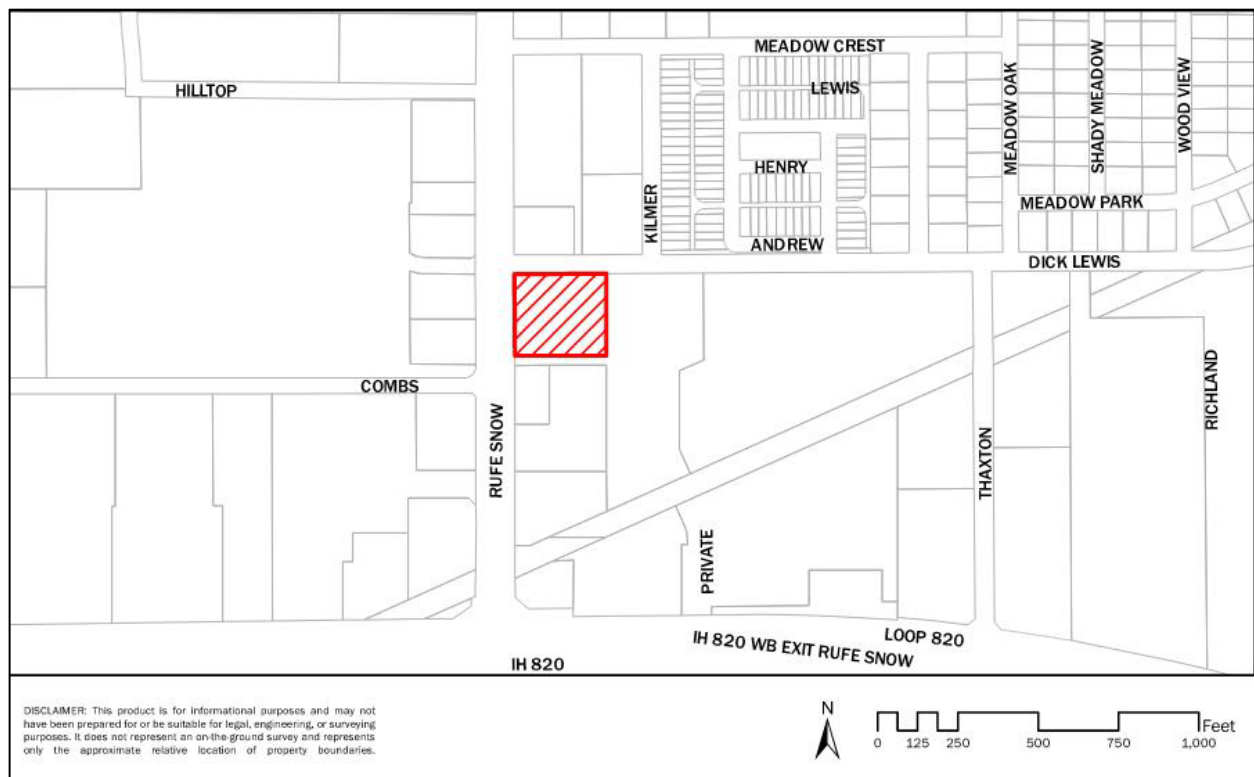 MEADOW CREST
HILLTOP
LEWIS
MEADOW OAK
SHADY MEADOW
WOOD VIEW
HENRY
KILMER
MEADOW PARK
ANDREW
DICK LEWIS
COMBS
RUFE SNOW
THAXTON
RICHLAND
PRIVATE
IH 820 WB EXIT RUFE SNOW
LOOP 820
IH 820
DISCLAIMER: This product is for informational purposes and may not
have been prepared for or be suitable for legal, engineering, or surveying
purposes. It does not represent an on-the-ground survey and represents
only the approximate relative location of property boundaries.
N
Feet
0 125 250 500 750 1,000